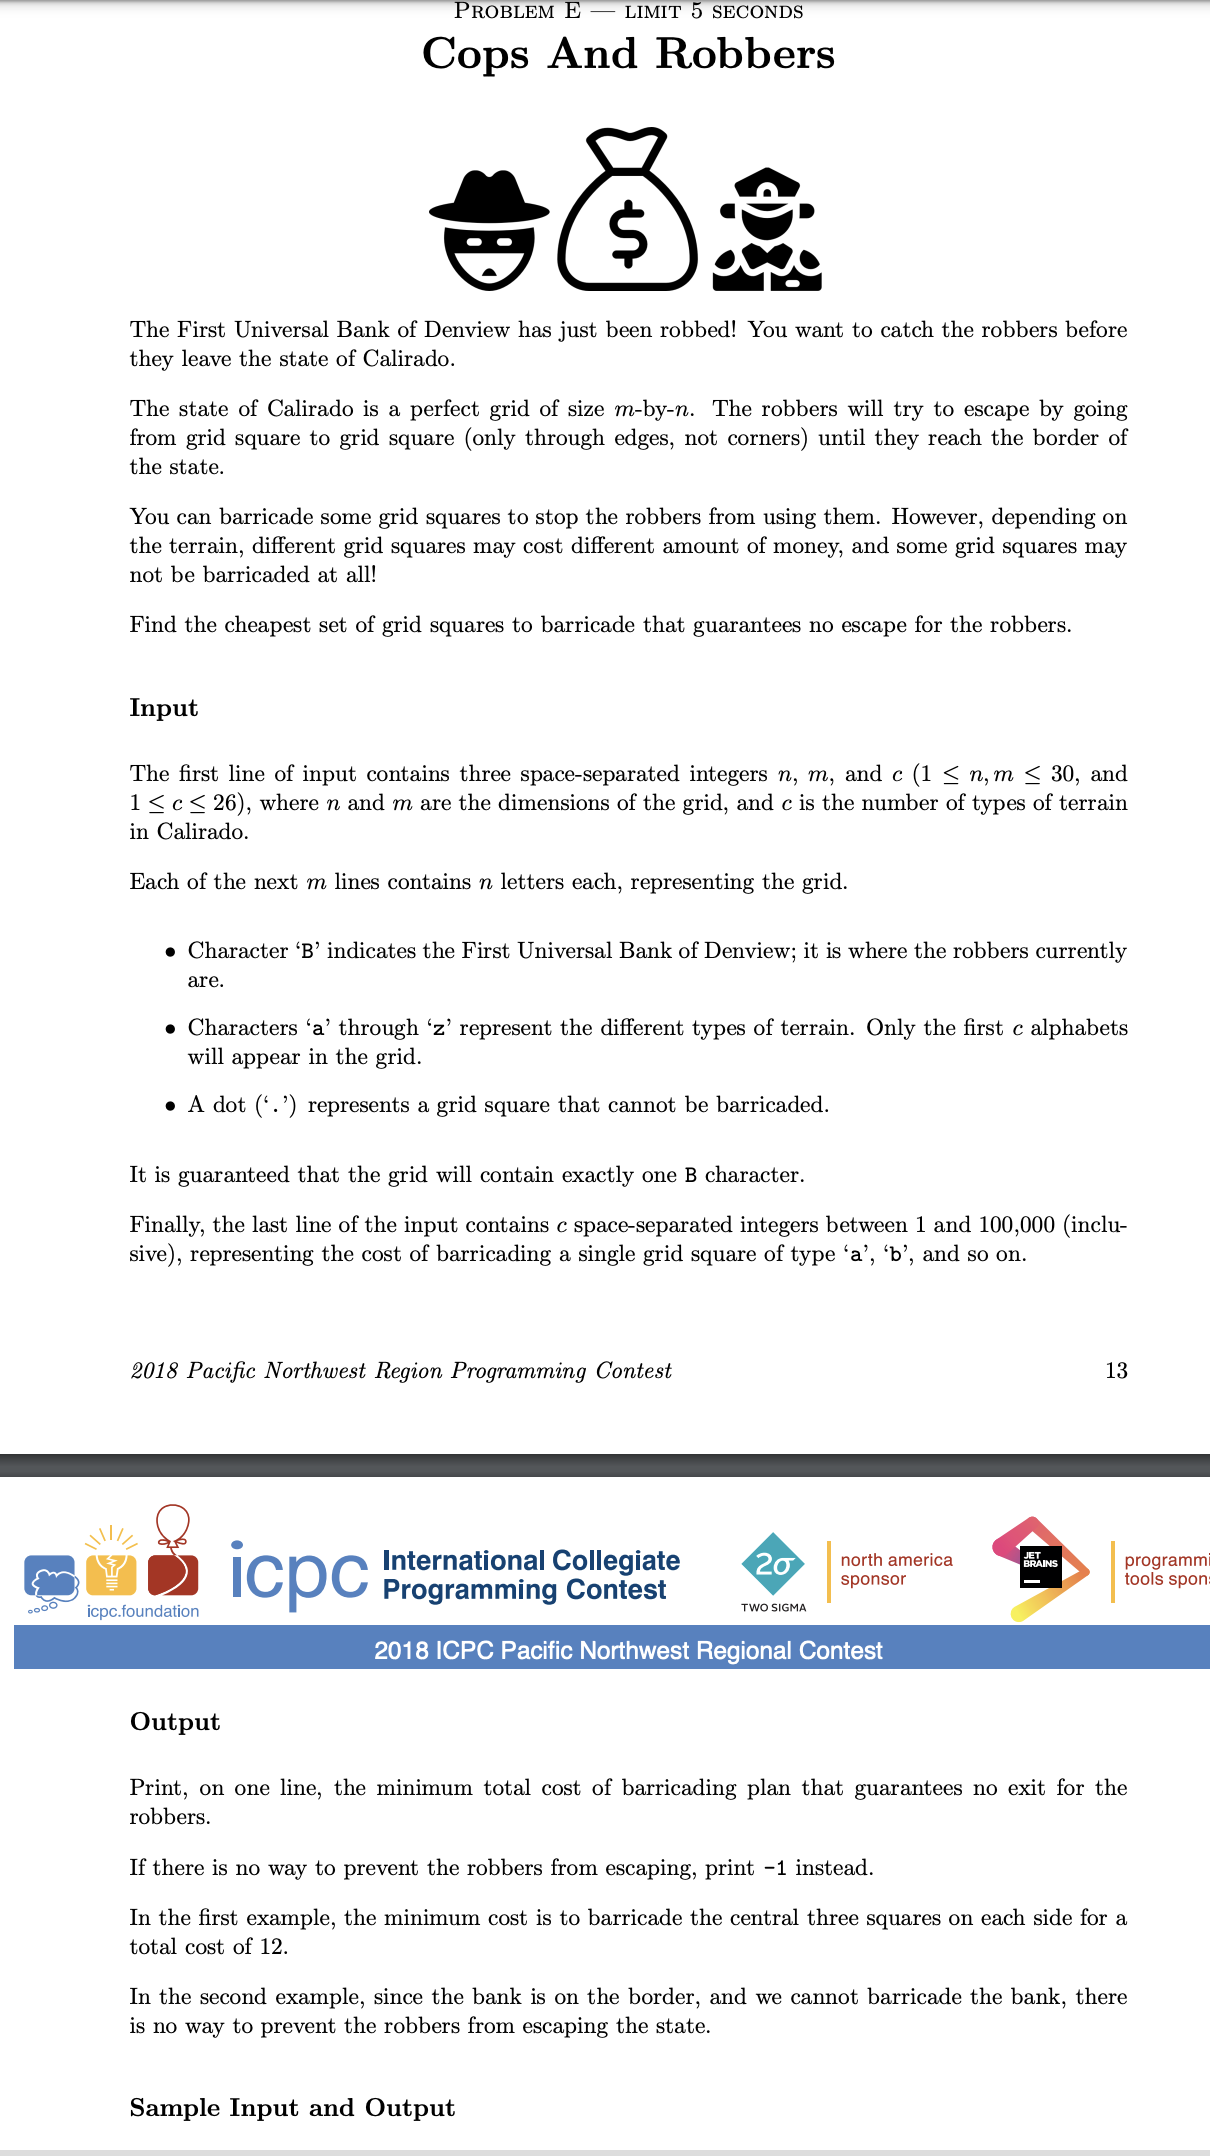 PROBLEM E — LIMIT 5 SECONDS
Cops And Robbers
$
The First Universal Bank of Denview has just been robbed! You want to catch the robbers before
they leave the state of Calirado.
The state of Calirado is a perfect grid of size m-by-n. The robbers will try to escape by going
from grid square to grid square (only through edges, not corners) until they reach the border of
the state.
You can barricade some grid squares to stop the robbers from using them. However, depending on
the terrain, different grid squares may cost different amount of money, and some grid squares may
not be barricaded at all!
Find the cheapest set of grid squares to barricade that guarantees no escape for the robbers.
Input
The first line of input contains three space-separated integers n, m, and c (1 ≤ n, m ≤ 30, and
1 ≤ c ≤ 26), where n and m are the dimensions of the grid, and c is the number of types of terrain
in Calirado.
Each of the next m lines contains n letters each, representing the grid.
• Character ‘B’ indicates the First Universal Bank of Denview; it is where the robbers currently
are.
• Characters ‘a’ through ‘z’ represent the different types of terrain. Only the first c alphabets
will appear in the grid.
• A dot (‘.’) represents a grid square that cannot be barricaded.
It is guaranteed that the grid will contain exactly one B character.
Finally, the last line of the input contains c space-separated integers between 1 and 100,000 (inclu-
sive), representing the cost of barricading a single grid square of type ‘a’, ‘b’, and so on.
2018 Pacific Northwest Region Programming Contest 13
icpc.foundation
icpc International Collegiate
Programming Contest
2σ
TWO SIGMA
north america
sponsor
JET
BRAINS
programmi
tools spons
2018 ICPC Pacific Northwest Regional Contest
Output
Print, on one line, the minimum total cost of barricading plan that guarantees no exit for the
robbers.
If there is no way to prevent the robbers from escaping, print -1 instead.
In the first example, the minimum cost is to barricade the central three squares on each side for a
total cost of 12.
In the second example, since the bank is on the border, and we cannot barricade the bank, there
is no way to prevent the robbers from escaping the state.
Sample Input and Output